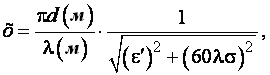 õ = πd(м)/λ(м) · 1/√((ε′)² + (60λσ)²),